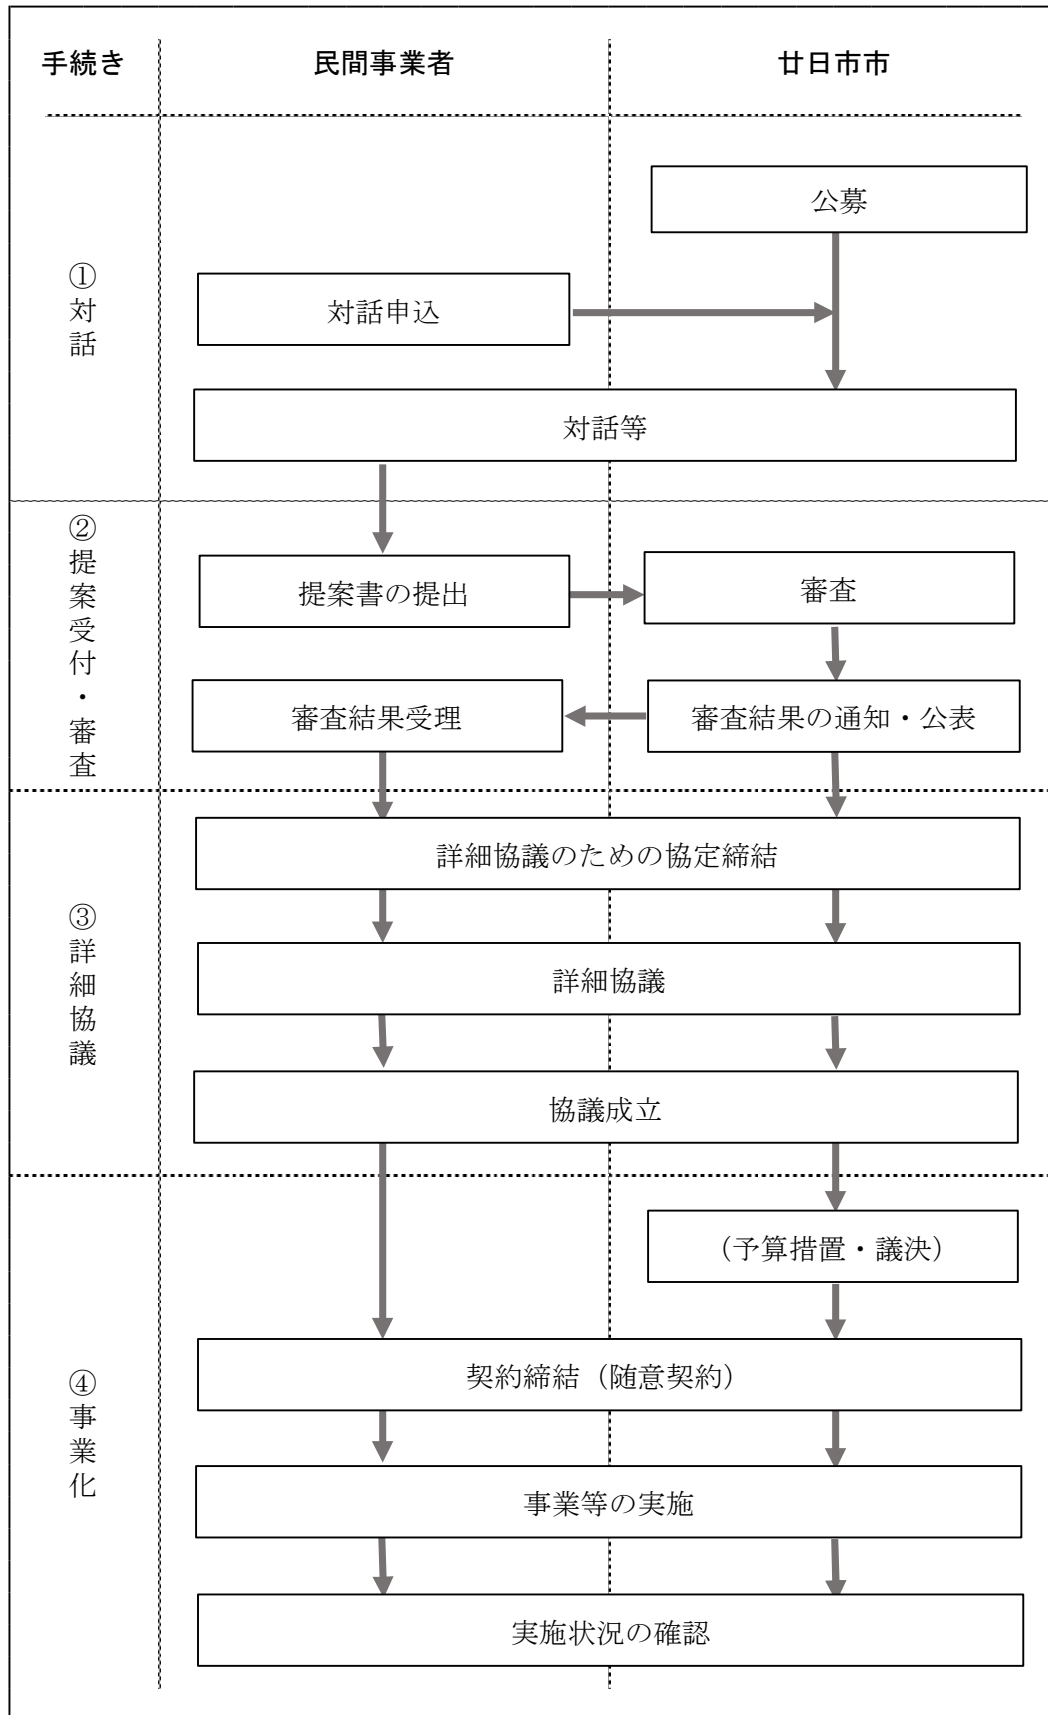 手続き
民間事業者
廿日市市
①対話
公募
対話申込
対話等
②提案受付・審査
提案書の提出
審査
審査結果受理
審査結果の通知・公表
③詳細協議
詳細協議のための協定締結
詳細協議
協議成立
④事業化
（予算措置・議決）
契約締結（随意契約）
事業等の実施
実施状況の確認